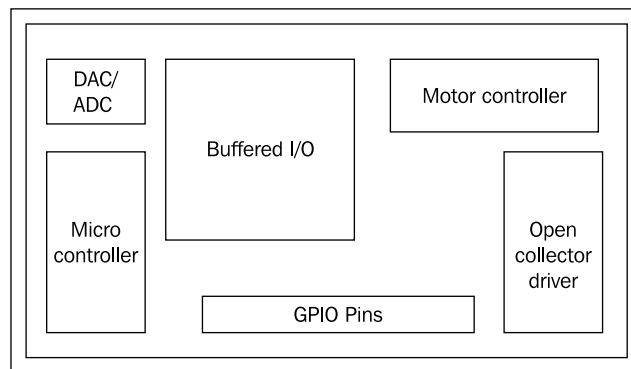 DAC/
ADC
Buffered I/O
Motor controller
Micro
controller
Open
collector
driver
GPIO Pins